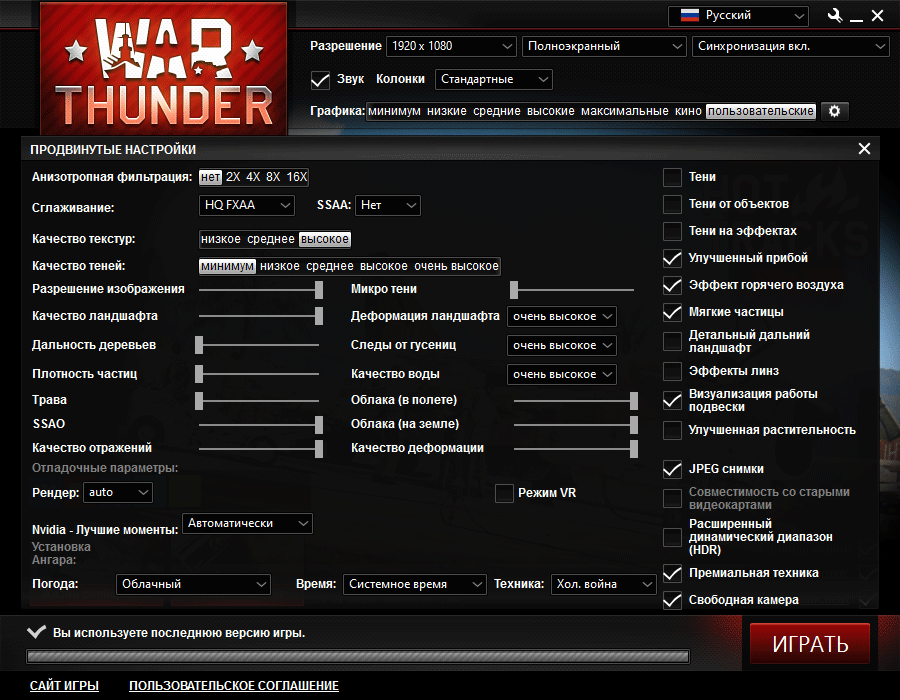 Русский
WAR
THUNDER
Разрешение 1920 x 1080 Полноэкранный Синхронизация вкл.
Звук Колонки Стандартные
Графика: минимум низкие средние высокие максимальные кино пользовательские
ПРОДВИНУТЫЕ НАСТРОЙКИ
Анизотропная фильтрация: нет 2X 4X 8X 16X
Сглаживание: HQ FXAA SSAA: Нет
Качество текстур: низкое среднее высокое
Качество теней: минимум низкое среднее высокое очень высокое
Разрешение изображения Микро тени
Качество ландшафта Деформация ландшафта очень высокое
Дальность деревьев Следы от гусениц очень высокое
Плотность частиц Качество воды очень высокое
Трава Облака (в полете)
SSAO Облака (на земле)
Качество отражений Качество деформации
Отладочные параметры:
Рендер: auto Режим VR
Nvidia - Лучшие моменты: Автоматически
Установка
Ангара:
Погода: Облачный Время: Системное время Техника: Хол. война
Тени
Тени от объектов
Тени на эффектах
Улучшенный прибой
Эффект горячего воздуха
Мягкие частицы
Детальный дальний
ландшафт
Эффекты линз
Визуализация работы
подвески
Улучшенная растительность
JPEG снимки
Совместимость со старыми
видеокартами
Расширенный
динамический диапазон
(HDR)
Премиальная техника
Свободная камера
Вы используете последнюю версию игры.
ИГРАТЬ
САЙТ ИГРЫ ПОЛЬЗОВАТЕЛЬСКОЕ СОГЛАШЕНИЕ